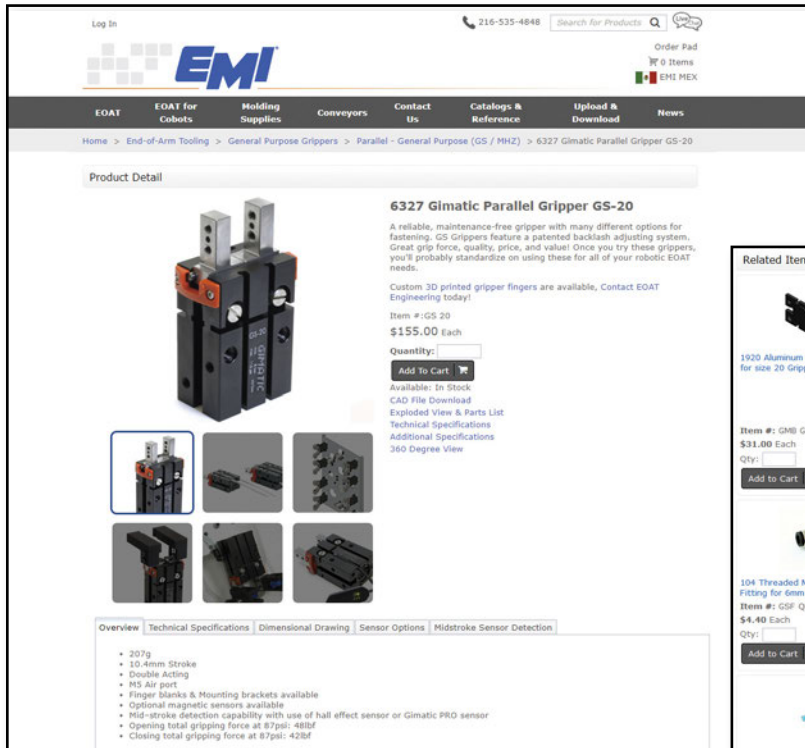 Log In
216-535-4848
Search for Products
Live Chat
Order Pad
EMI
0 Items
EMI MEX
EOAT
EOAT for Cobots
Molding Supplies
Conveyors
Contact Us
Catalogs & Reference
Upload & Download
News
Home > End-of-Arm Tooling > General Purpose Grippers > Parallel - General Purpose (GS / MHZ) > 6327 Gimatic Parallel Gripper GS-20
Product Detail
6327 Gimatic Parallel Gripper GS-20
A reliable, maintenance-free gripper with many different options for
fastening. GS Grippers feature a patented backlash adjusting system.
Great grip force, quality, price, and value! Once you try these grippers,
you'll probably standardize on using these for all of your robotic EOAT
needs.
Custom 3D printed gripper fingers are available, Contact EOAT
Engineering today!
Item #:GS 20
$155.00 Each
Quantity:
Add To Cart
Available: In Stock
CAD File Download
Exploded View & Parts List
Technical Specifications
Additional Specifications
360 Degree View
GS-20 GIMATIC
Overview
Technical Specifications
Dimensional Drawing
Sensor Options
Midstroke Sensor Detection
• 207g
• 10.4mm Stroke
• Double Acting
• M5 Air port
• Finger blanks & Mounting brackets available
• Optional magnetic sensors available
• Mid-stroke detection capability with use of hall effect sensor or Gimatic PRO sensor
• Opening total gripping force at 87psi: 48lbf
• Closing total gripping force at 87psi: 42lbf
Related Item
1920 Aluminum
for size 20 Grip
Item #: GMB G
$31.00 Each
Qty:
Add to Cart
104 Threaded M
Fitting for 6mm
Item #: GSF Q
$4.40 Each
Qty:
Add to Cart